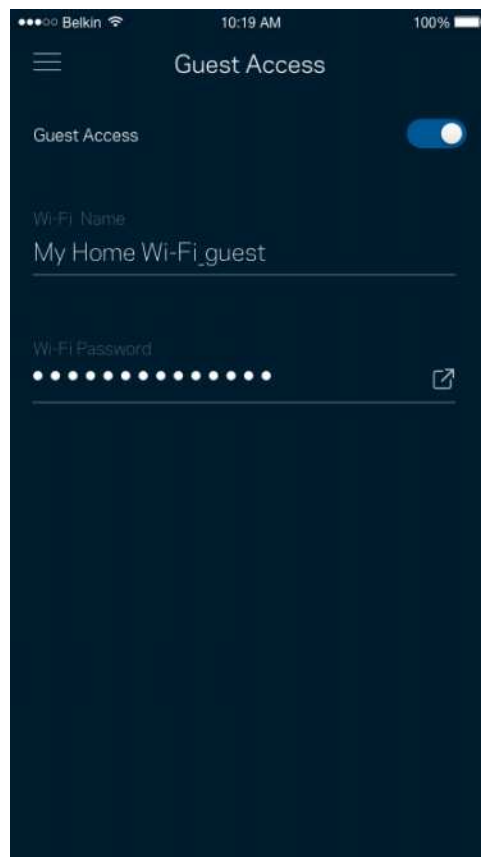 Belkin 10:19 AM 100%
Guest Access
Guest Access
Wi-Fi Name
My Home Wi-Fi_guest
Wi-Fi Password